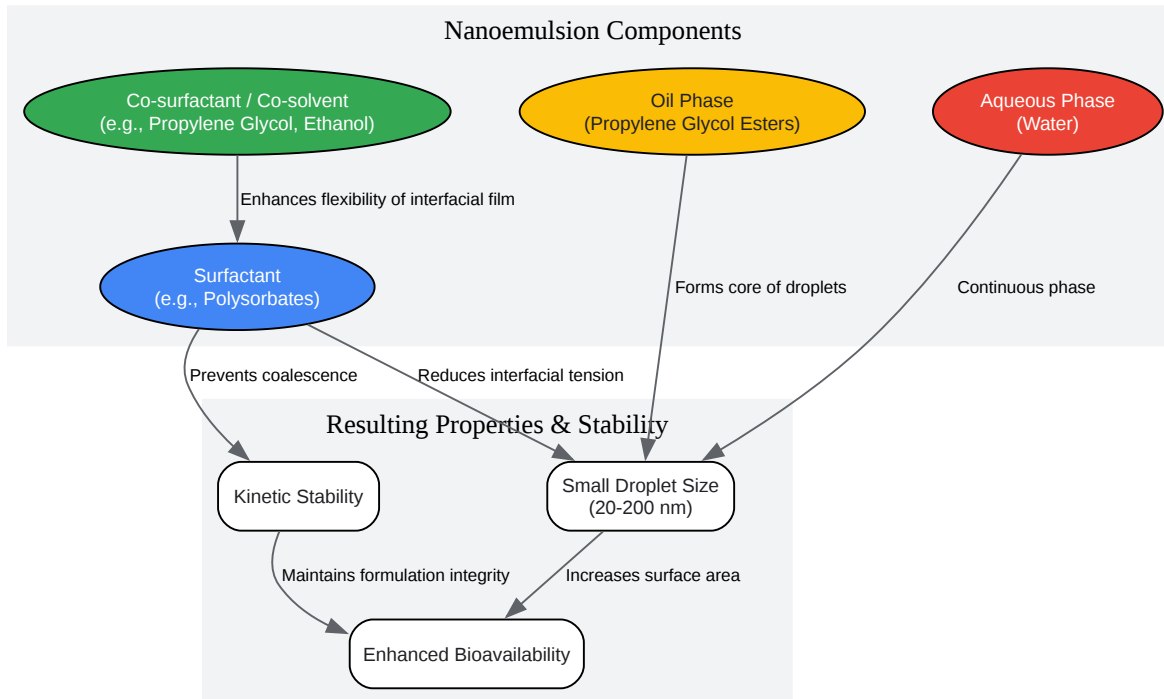 Nanoemulsion Components
Co-surfactant / Co-solvent
(e.g., Propylene Glycol, Ethanol)
Oil Phase
(Propylene Glycol Esters)
Aqueous Phase
(Water)
Enhances flexibility of interfacial film
Surfactant
(e.g., Polysorbates)
Forms core of droplets
Continuous phase
Prevents coalescence
Reduces interfacial tension
Resulting Properties & Stability
Kinetic Stability
Small Droplet Size
(20-200 nm)
Maintains formulation integrity
Increases surface area
Enhanced Bioavailability